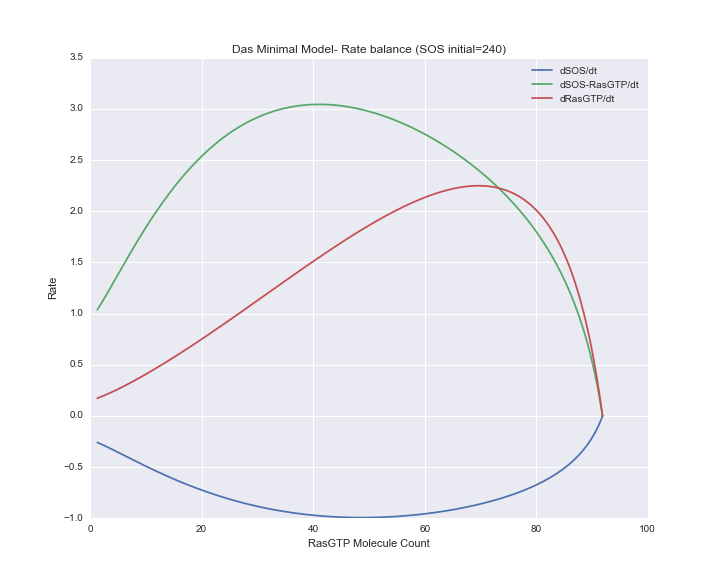 Das Minimal Model- Rate balance (SOS initial=240)
3.5
dSOS/dt
dSOS-RasGTP/dt
dRasGTP/dt
3.0
2.5
2.0
1.5
1.0
0.5
0.0
−0.5
−1.0
Rate
0 20 40 60 80 100
RasGTP Molecule Count